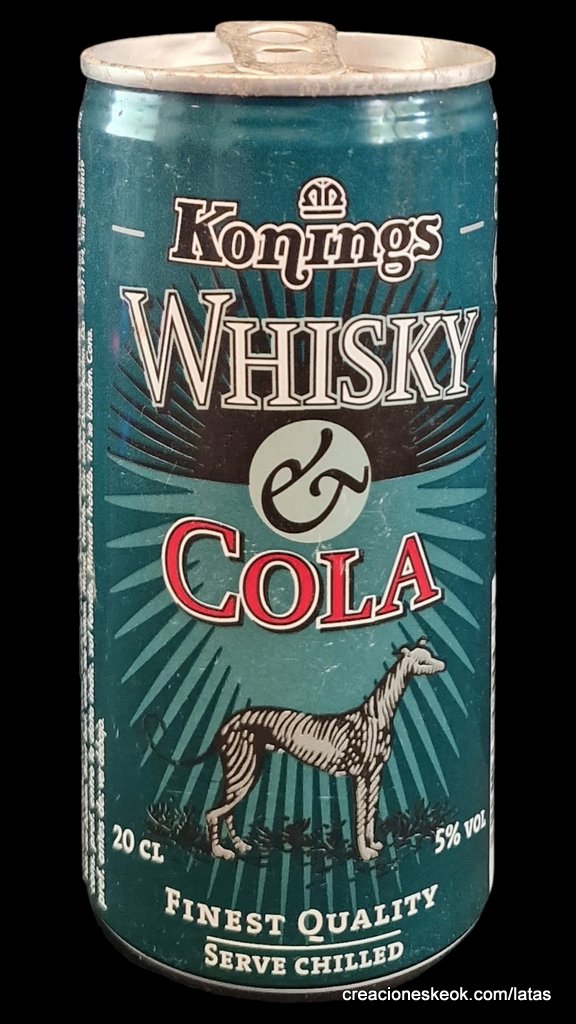 Konings
WHISKY
&
COLA
20 CL
5% VOL
FINEST QUALITY
SERVE CHILLED
creacioneskeok.com/latas